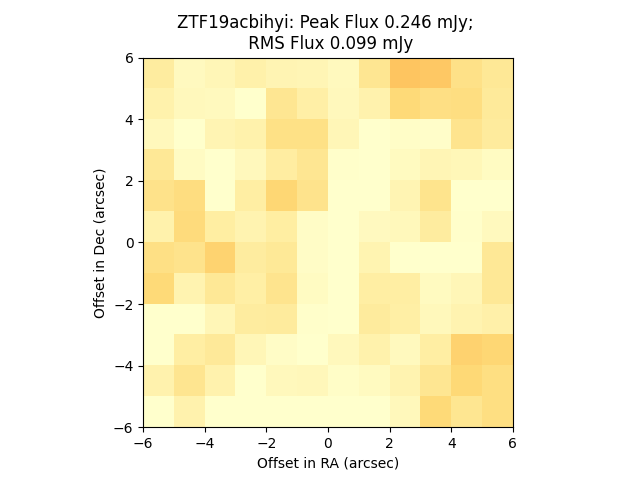 ZTF19acbihyi: Peak Flux 0.246 mJy;
RMS Flux 0.099 mJy
6
4
2
0
−2
−4
−6
Offset in Dec (arcsec)
−6 −4 −2 0 2 4 6
Offset in RA (arcsec)